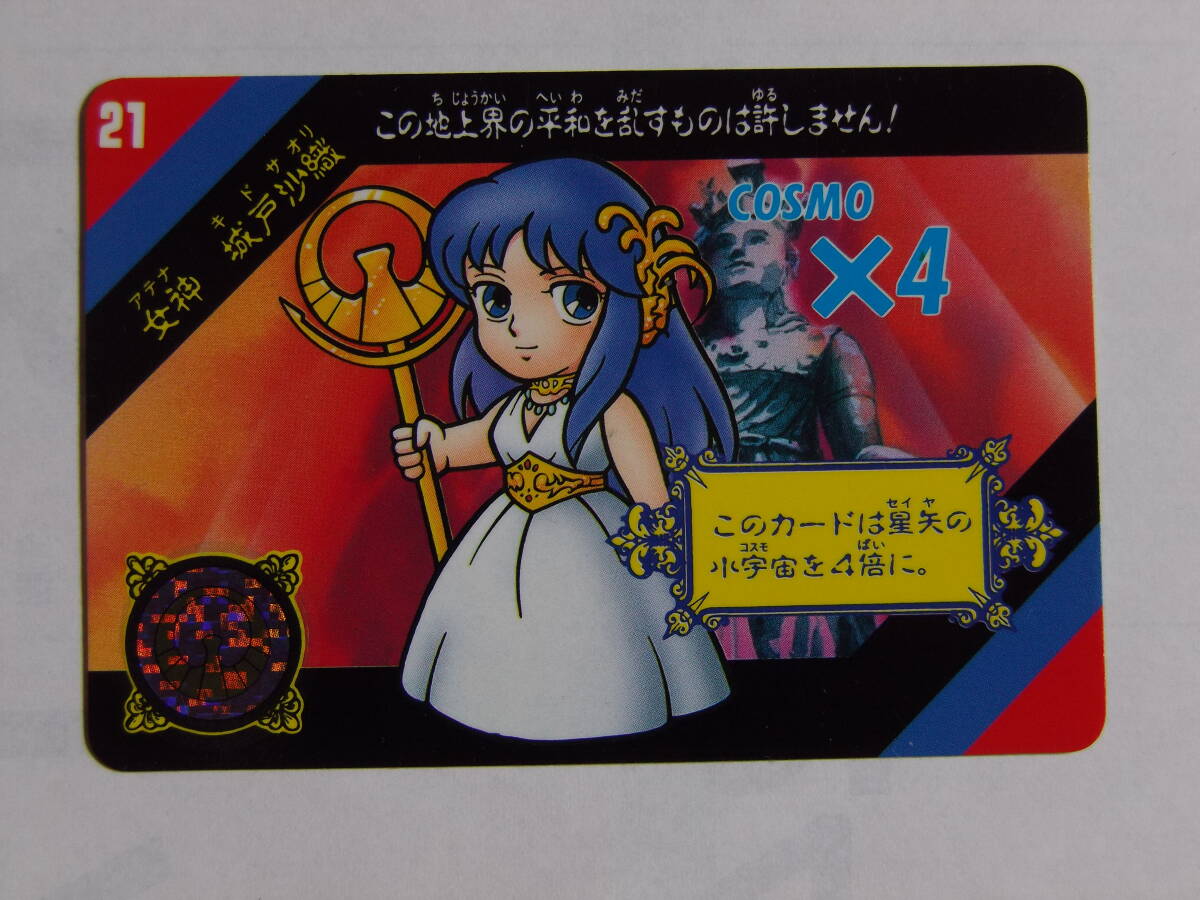 21
この地上界の平和を乱すものは許しません!
女神 城戸沙織
COSMO
×4
このカードは星矢の
小宇宙を4倍に。